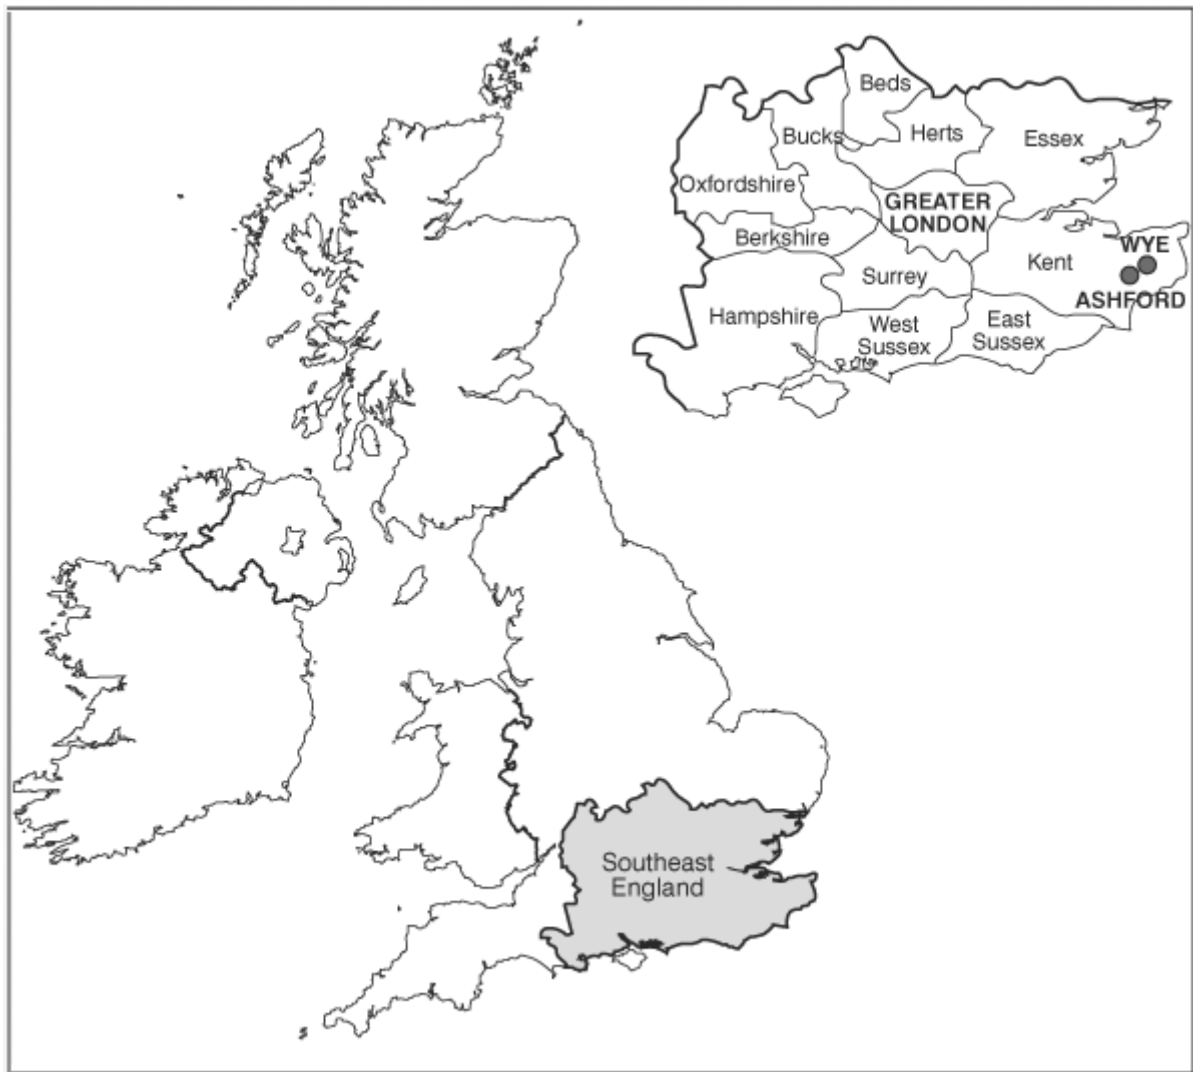 Beds
Bucks
Herts
Essex
Oxfordshire
GREATER
LONDON
Berkshire
WYE
Kent
Surrey
ASHFORD
Hampshire
West
Sussex
East
Sussex
Southeast
England